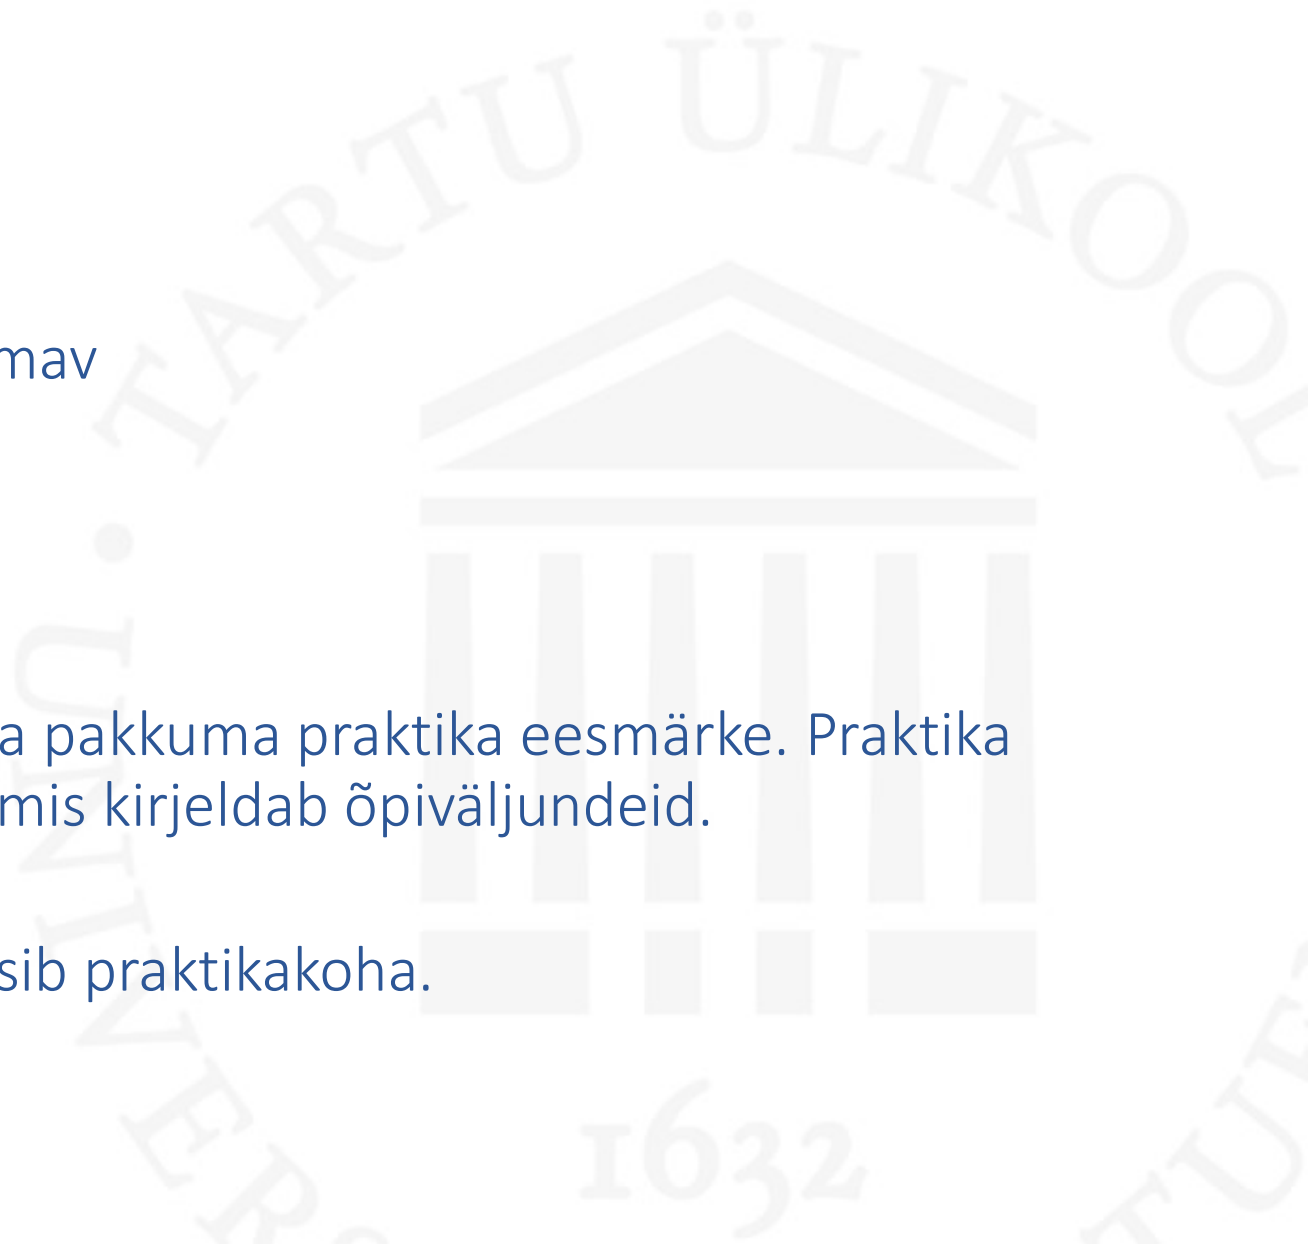 TARTU ÜLIKOOL
mav
a pakkuma praktika eesmärke. Praktika
mis kirjeldab õpiväljundeid.
sib praktikakoha.
1632